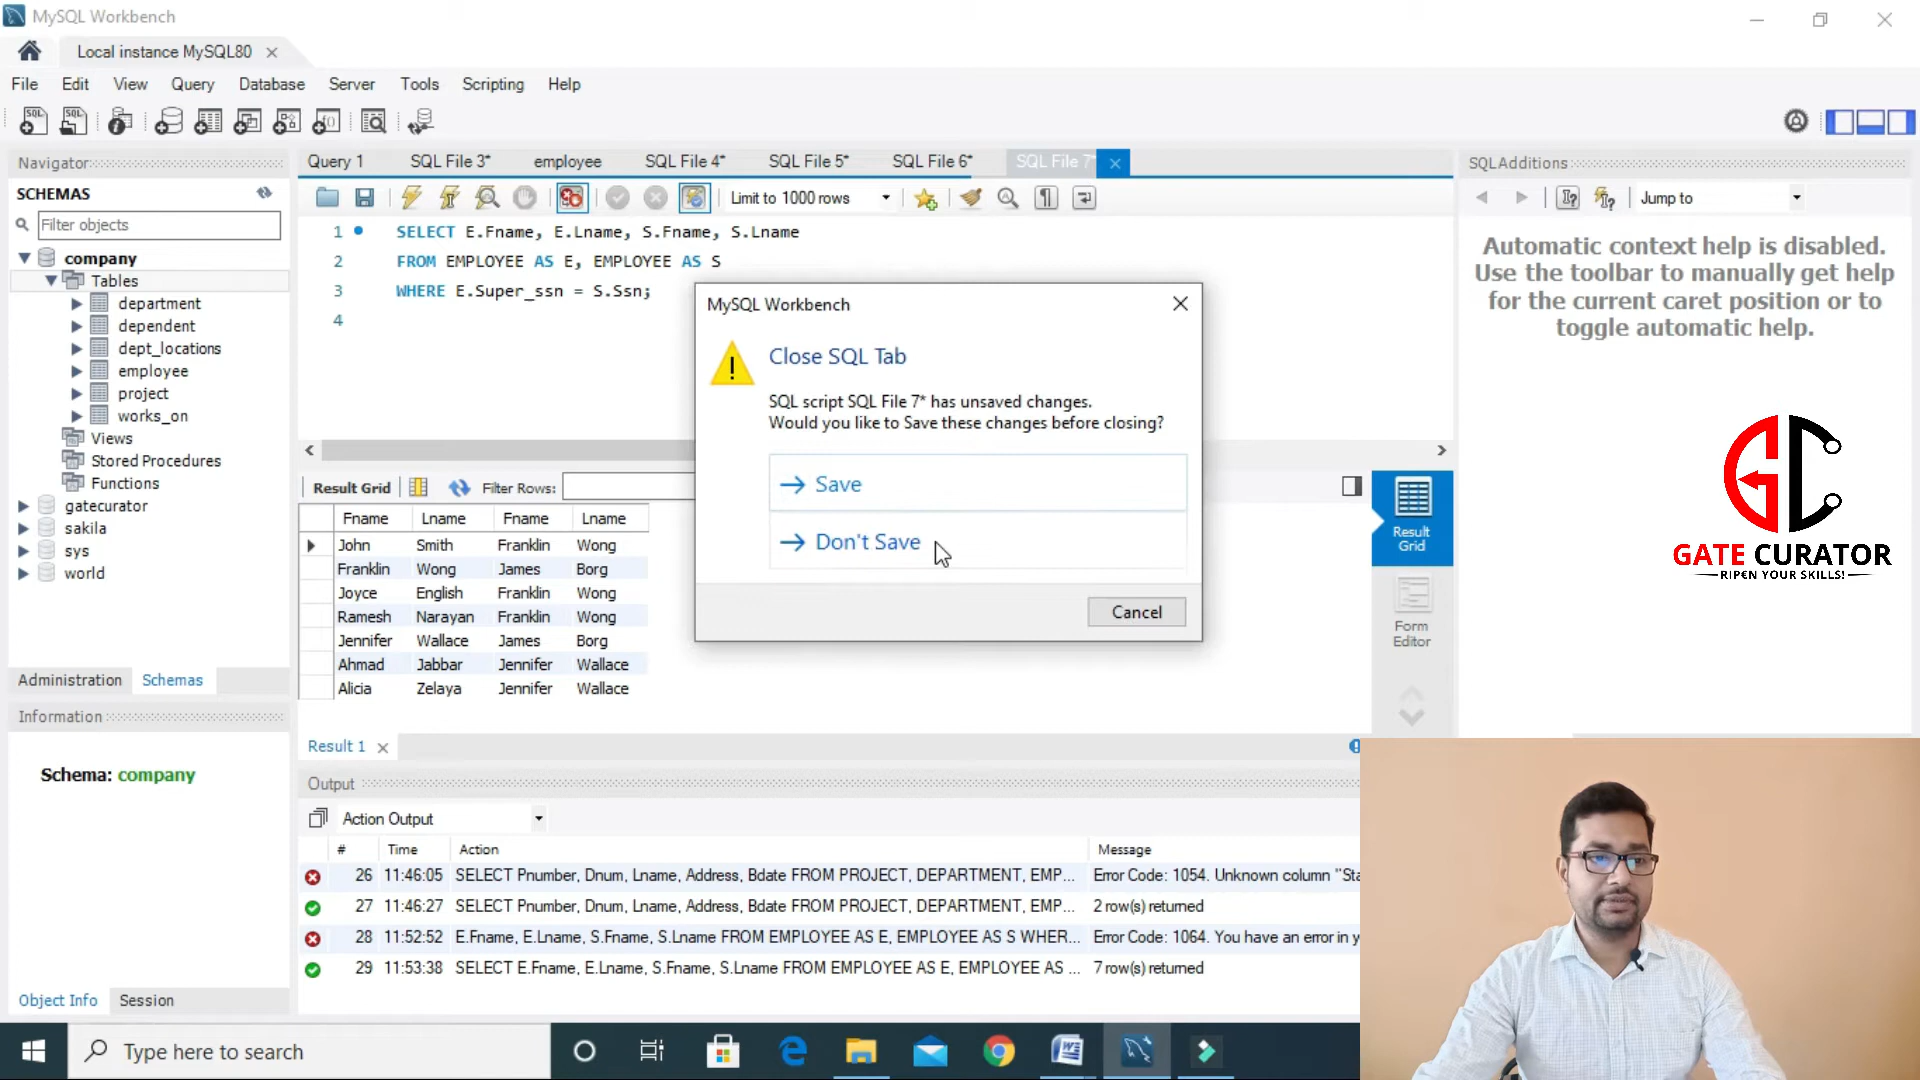 MySQL Workbench
Local instance MySQL80
File Edit View Query Database Server Tools Scripting Help
Navigator
SCHEMAS
Filter objects
company
Tables
department
dependent
dept_locations
employee
project
works_on
Views
Stored Procedures
Functions
gatecurator
sakila
sys
world
Administration Schemas
Information
Schema: company
Object Info Session
Query 1 SQL File 3* employee SQL File 4* SQL File 5* SQL File 6* SQL File 7*
Limit to 1000 rows
1 SELECT E.Fname, E.Lname, S.Fname, S.Lname
2 FROM EMPLOYEE AS E, EMPLOYEE AS S
3 WHERE E.Super_ssn = S.Ssn;
4
MySQL Workbench
Close SQL Tab
SQL script SQL File 7* has unsaved changes.
Would you like to Save these changes before closing?
Save
Don't Save
Cancel
Result Grid Filter Rows:
Fname Lname Fname Lname
John Smith Franklin Wong
Franklin Wong James Borg
Joyce English Franklin Wong
Ramesh Narayan Franklin Wong
Jennifer Wallace James Borg
Ahmad Jabbar Jennifer Wallace
Alicia Zelaya Jennifer Wallace
Result
Grid
Form
Editor
Result 1
Output
Action Output
# Time Action Message
26 11:46:05 SELECT Pnumber, Dnum, Lname, Address, Bdate FROM PROJECT, DEPARTMENT, EMP... Error Code: 1054. Unknown column "Sta
27 11:46:27 SELECT Pnumber, Dnum, Lname, Address, Bdate FROM PROJECT, DEPARTMENT, EMP... 2 row(s) returned
28 11:52:52 E.Fname, E.Lname, S.Fname, S.Lname FROM EMPLOYEE AS E, EMPLOYEE AS S WHER... Error Code: 1064. You have an error in y
29 11:53:38 SELECT E.Fname, E.Lname, S.Fname, S.Lname FROM EMPLOYEE AS E, EMPLOYEE AS ... 7 row(s) returned
SQLAdditions
Jump to
Automatic context help is disabled.
Use the toolbar to manually get help
for the current caret position or to
toggle automatic help.
GC
GATE CURATOR
RIPEN YOUR SKILLS!
Type here to search